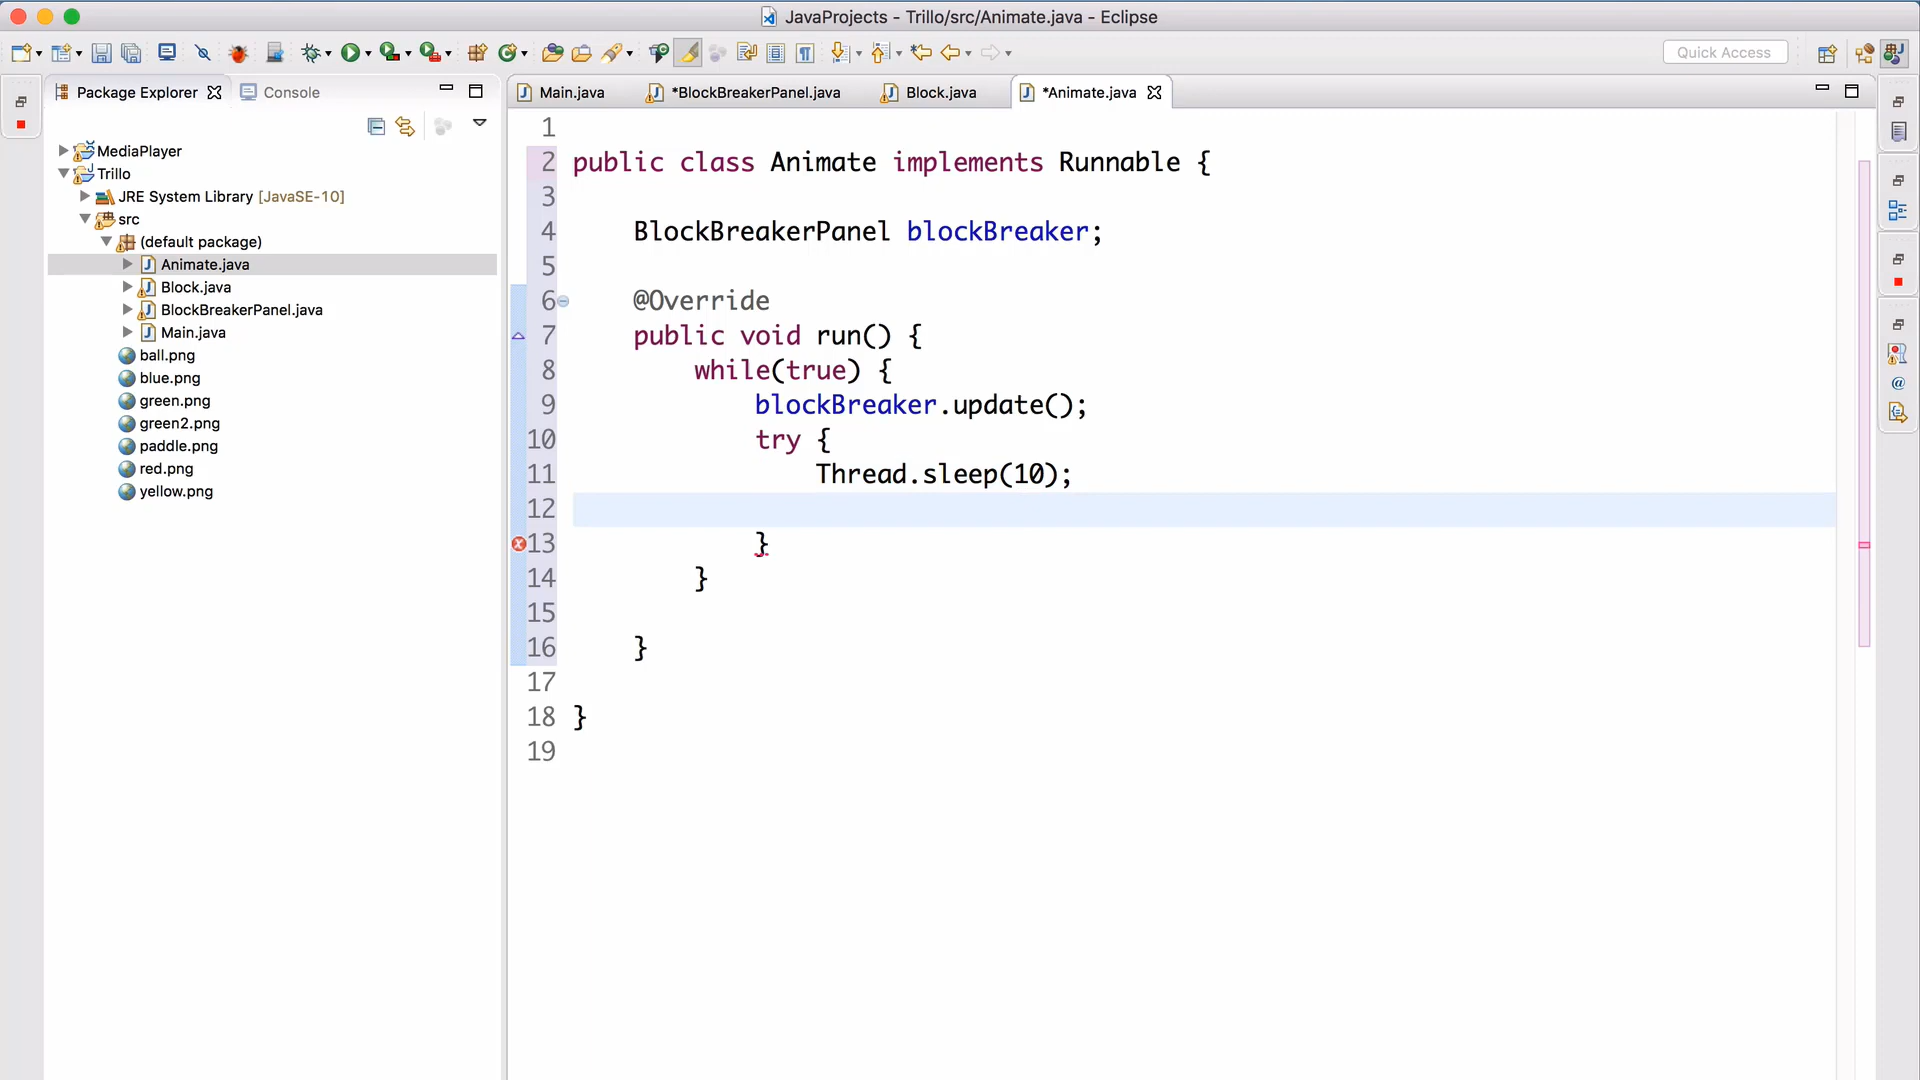 JavaProjects - Trillo/src/Animate.java - Eclipse
Quick Access
Package Explorer
Console
Main.java
*BlockBreakerPanel.java
Block.java
*Animate.java
MediaPlayer
Trillo
JRE System Library [JavaSE-10]
src
(default package)
Animate.java
Block.java
BlockBreakerPanel.java
Main.java
ball.png
blue.png
green.png
green2.png
paddle.png
red.png
yellow.png
1
2 public class Animate implements Runnable {
3
4 BlockBreakerPanel blockBreaker;
5
6 @Override
7 public void run() {
8 while(true) {
9 blockBreaker.update();
10 try {
11 Thread.sleep(10);
12
13 }
14 }
15
16 }
17
18 }
19